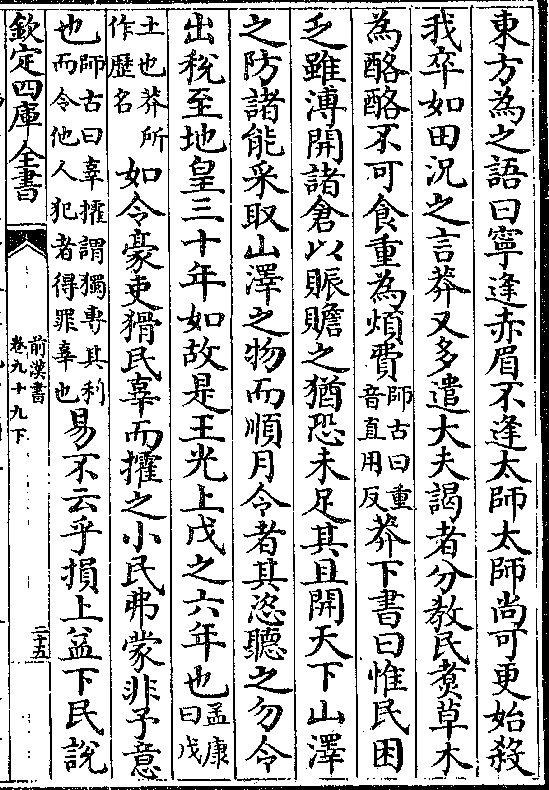 東方為之語曰寧逢赤眉不逢太師太師尚可更始殺
我卒如田況之言莽又多遣大夫謁者分教民煑草木
為酪酪不可食重為煩費師古曰重音直用反莽下書曰惟民困
乏雖溥開諸倉以賑贍之猶恐未足其且開天下山澤
之防諸能采取山澤之物而順月令者其恣聽之勿令
出稅至地皇三十年如故是王光上戊之六年也孟康曰戊
土也莽所作歷名如令豪吏猾民辜而㩁之小民弗蒙非予意
也師古曰辜㩁謂獨專其利而令他人犯者得罪辜也易不云乎損上益下民説
欽定四庫全書
前漢書
卷九十九下
二十五